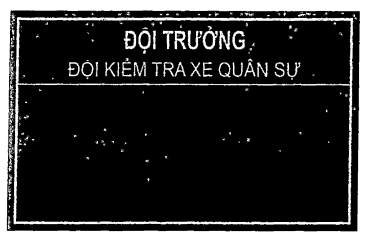 ĐỘI TRƯỞNG
ĐỘI KIỂM TRA XE QUÂN SỰ